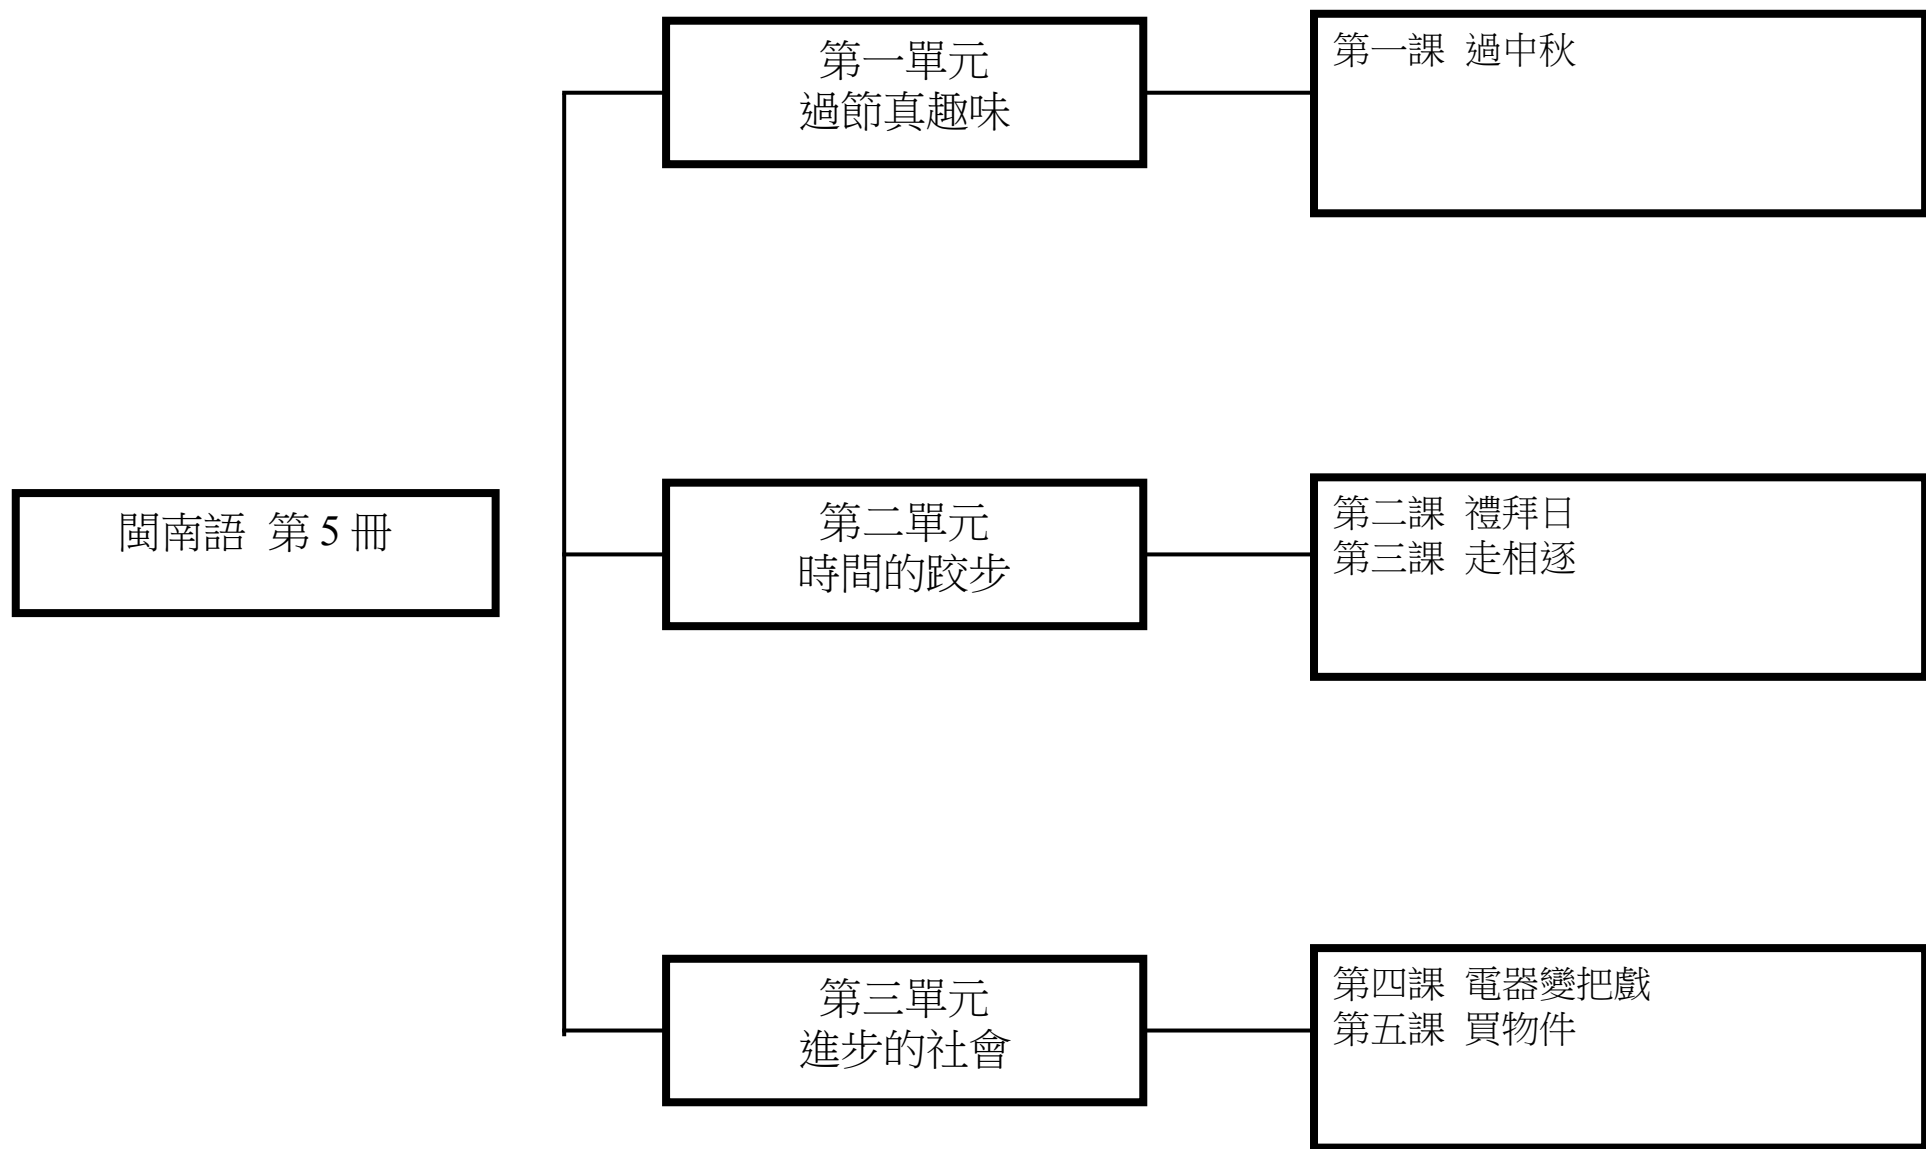 第一單元
過節真趣味
第一課 過中秋
閩南語 第 5 冊
第二單元
時間的跤步
第二課 禮拜日
第三課 走相逐
第三單元
進步的社會
第四課 電器變把戲
第五課 買物件